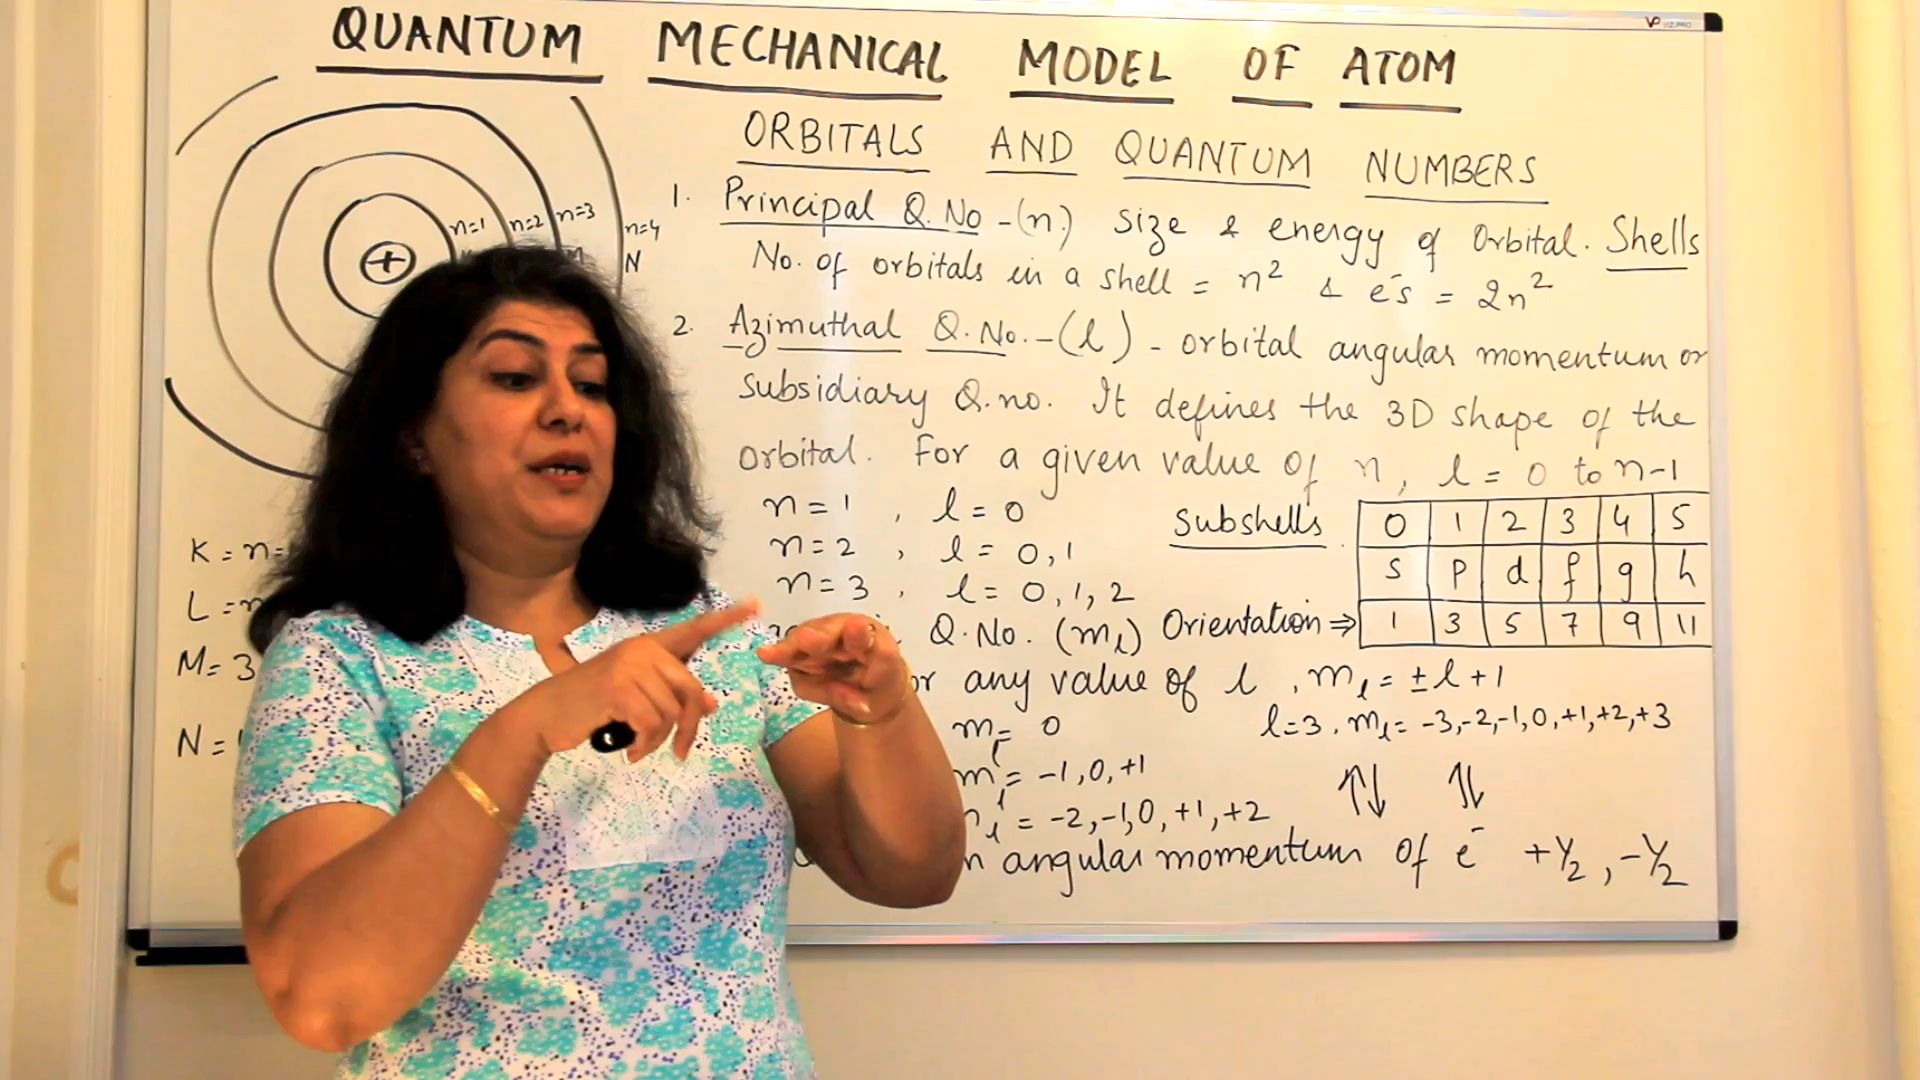 QUANTUM MECHANICAL MODEL OF ATOM
ORBITALS AND QUANTUM NUMBERS
n=1 n=2 n=3 n=4
N
1. Principal Q.No -(n) Size & energy of Orbital. Shells
No. of orbitals in a shell = n² & e⁻s = 2n²
2. Azimuthal Q.No. -(l) - orbital angular momentum or
Subsidiary Q.no. It defines the 3D shape of the
orbital. For a given value of n, l = 0 to n-1
n=1 , l=0
n=2 , l=0,1
n=3 , l=0,1,2
Subshells 0 1 2 3 4 5
s p d f g h
Orientation ⇒ 1 3 5 7 9 11
Q.No. (mₗ)
any value of l , mₗ = ±l+1
mₗ= 0
l=3, mₗ= -3,-2,-1,0,+1,+2,+3
mₗ= -1,0,+1
↑↓ ↑↓
= -2,-1,0,+1,+2
angular momentum of e⁻ +1/2, -1/2
K = n=
L =
M = 3
N =
+
VIZ-PRO